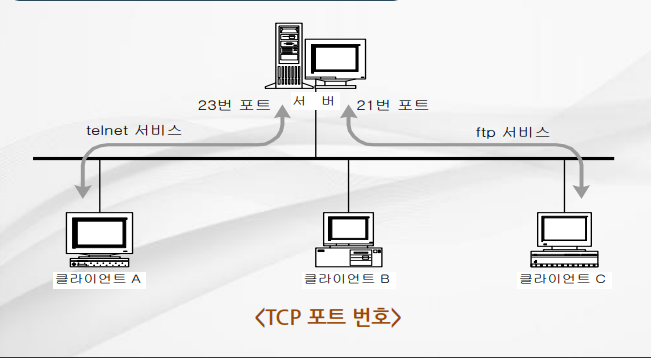 서 버
23번 포트
21번 포트
telnet 서비스
ftp 서비스
클라이언트 A
클라이언트 B
클라이언트 C
<TCP 포트 번호>